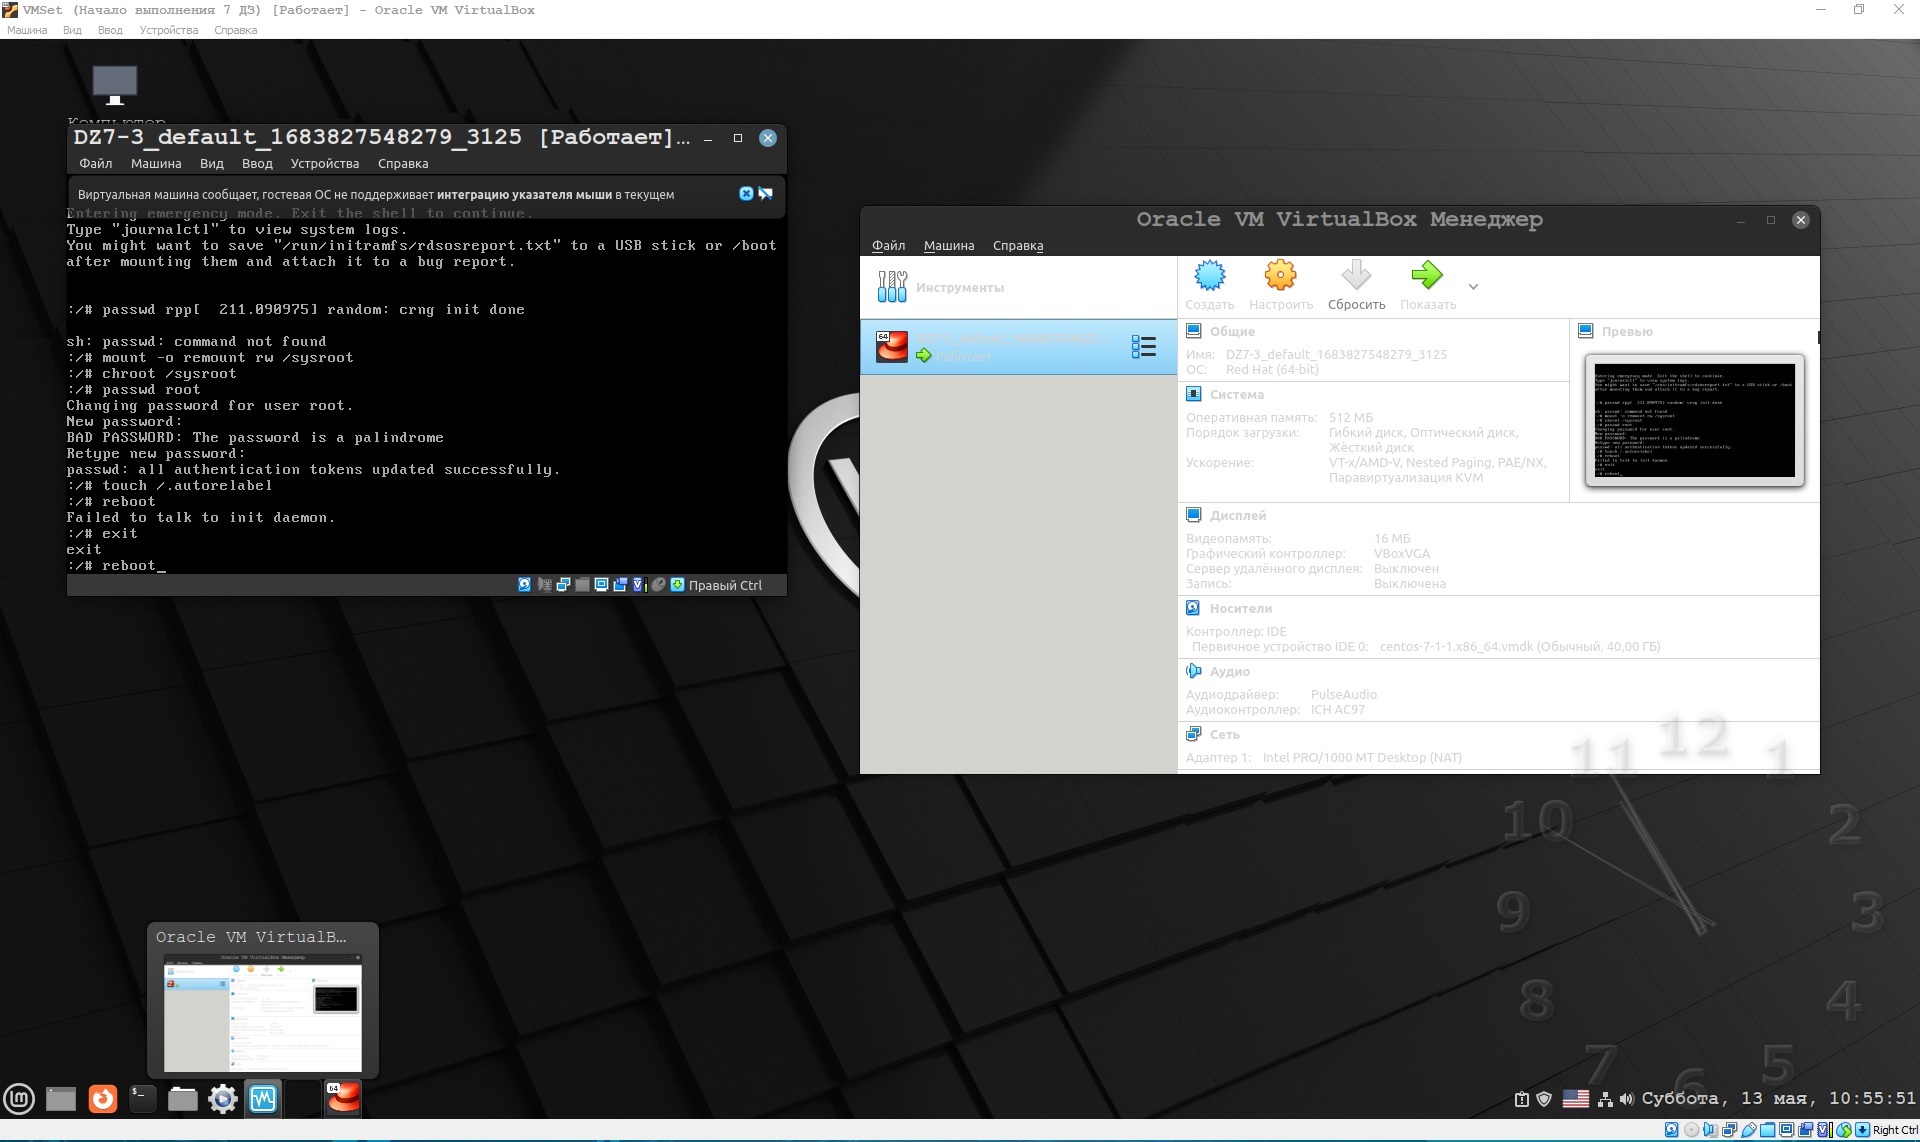 VMSet (Начало выполнения 7 ДЗ) [Работает] - Oracle VM VirtualBox
Машина Вид Ввод Устройства Справка
Компьютер
DZ7-3_default_1683827548279_3125 [Работает]...
Файл Машина Вид Ввод Устройства Справка
Виртуальная машина сообщает, гостевая ОС не поддерживает интеграцию указателя мыши в текущем
Entering emergency mode. Exit the shell to continue.
Type "journalctl" to view system logs.
You might want to save "/run/initramfs/rdsosreport.txt" to a USB stick or /boot
after mounting them and attach it to a bug report.
:/# passwd rpp[  211.090975] random: crng init done
sh: passwd: command not found
:/# mount -o remount rw /sysroot
:/# chroot /sysroot
:/# passwd root
Changing password for user root.
New password:
BAD PASSWORD: The password is a palindrome
Retype new password:
passwd: all authentication tokens updated successfully.
:/# touch /.autorelabel
:/# reboot
Failed to talk to init daemon.
:/# exit
exit
:/# reboot_
Правый Ctrl
Oracle VM VirtualBox Менеджер
Файл Машина Справка
Инструменты
Создать Настроить Сбросить Показать
64
Работает
Общие
Имя: DZ7-3_default_1683827548279_3125
ОС: Red Hat (64-bit)
Превью
Система
Оперативная память: 512 МБ
Порядок загрузки: Гибкий диск, Оптический диск,
Жёсткий диск
Ускорение: VT-x/AMD-V, Nested Paging, PAE/NX,
Паравиртуализация KVM
Дисплей
Видеопамять: 16 МБ
Графический контроллер: VBoxVGA
Сервер удалённого дисплея: Выключен
Запись: Выключена
Носители
Контроллер: IDE
Первичное устройство IDE 0: centos-7-1-1.x86_64.vmdk (Обычный, 40,00 ГБ)
Аудио
Аудиодрайвер: PulseAudio
Аудиоконтроллер: ICH AC97
Сеть
Адаптер 1: Intel PRO/1000 MT Desktop (NAT)
12
11 1
10 2
9 3
8 4
7 5
6
Oracle VM VirtualB...
64
Суббота, 13 мая, 10:55:51
Right Ctrl